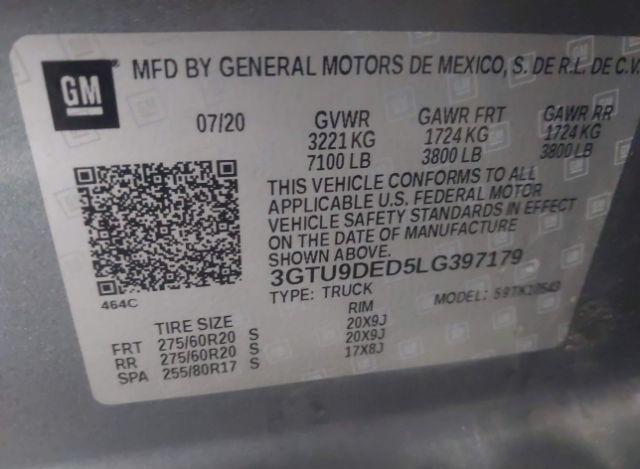 GM
MFD BY GENERAL MOTORS DE MEXICO, S. DE R.L. DE C.V.
07/20 GVWR GAWR FRT GAWR RR
3221 KG 1724 KG 1724 KG
7100 LB 3800 LB 3800 LB
THIS VEHICLE CONFORMS TO ALL
APPLICABLE U.S. FEDERAL MOTOR
VEHICLE SAFETY STANDARDS IN EFFECT
ON THE DATE OF MANUFACTURE
SHOWN ABOVE.
3GTU9DED5LG397179
464C
TYPE: TRUCK MODEL: 59TK10543
TIRE SIZE RIM
FRT 275/60R20 S 20X9J
RR 275/60R20 S 20X9J
SPA 255/80R17 S 17X8J